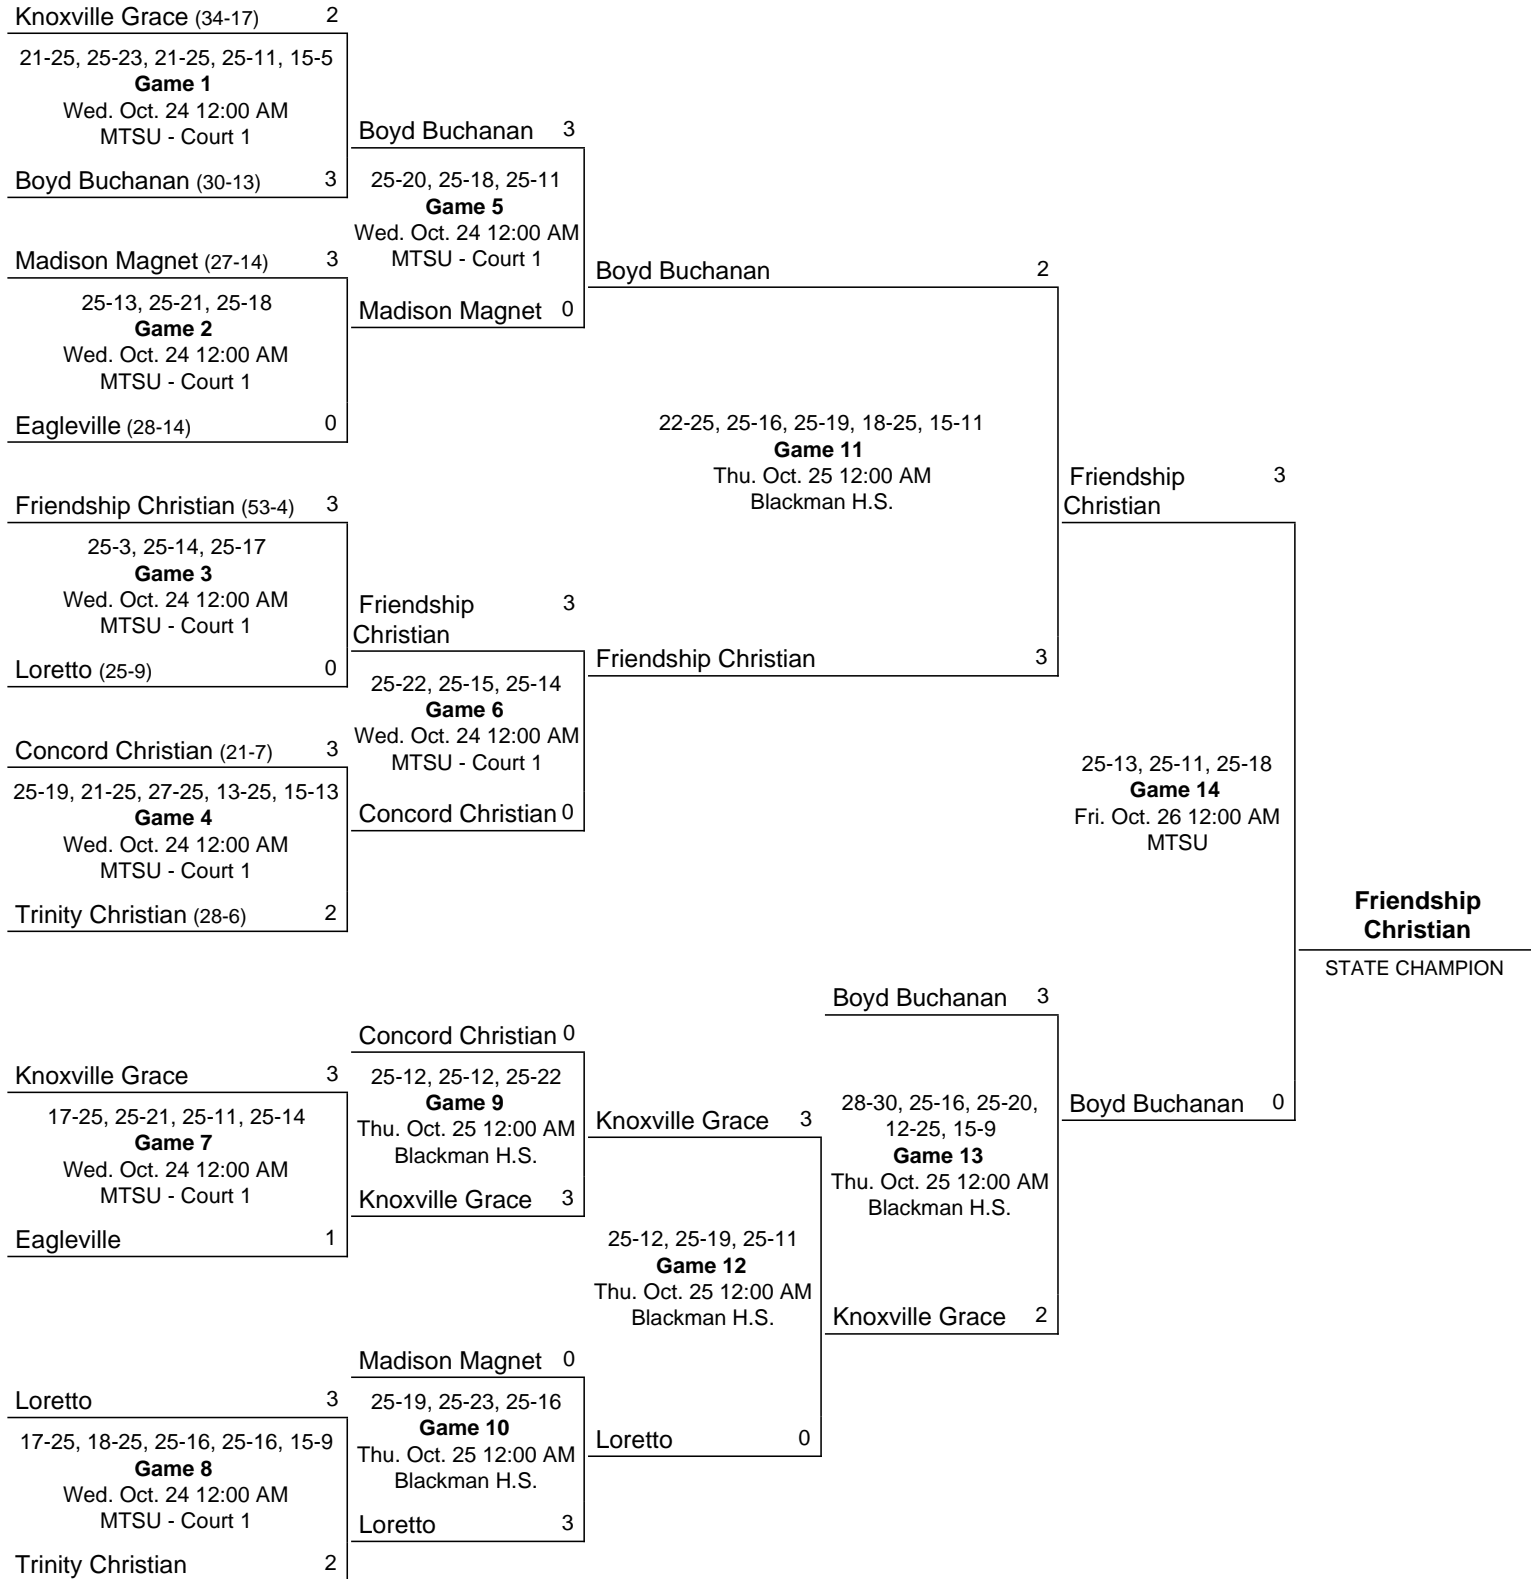 Knoxville Grace (34-17) 2
21-25, 25-23, 21-25, 25-11, 15-5
Game 1
Wed. Oct. 24 12:00 AM
MTSU - Court 1
Boyd Buchanan (30-13) 3
Madison Magnet (27-14) 3
25-13, 25-21, 25-18
Game 2
Wed. Oct. 24 12:00 AM
MTSU - Court 1
Eagleville (28-14) 0
Friendship Christian (53-4) 3
25-3, 25-14, 25-17
Game 3
Wed. Oct. 24 12:00 AM
MTSU - Court 1
Loretto (25-9) 0
Concord Christian (21-7) 3
25-19, 21-25, 27-25, 13-25, 15-13
Game 4
Wed. Oct. 24 12:00 AM
MTSU - Court 1
Trinity Christian (28-6) 2
Boyd Buchanan 3
25-20, 25-18, 25-11
Game 5
Wed. Oct. 24 12:00 AM
MTSU - Court 1
Madison Magnet 0
Friendship 3
Christian
25-22, 25-15, 25-14
Game 6
Wed. Oct. 24 12:00 AM
MTSU - Court 1
Concord Christian 0
Boyd Buchanan 2
22-25, 25-16, 25-19, 18-25, 15-11
Game 11
Thu. Oct. 25 12:00 AM
Blackman H.S.
Friendship Christian 3
Friendship 3
Christian
25-13, 25-11, 25-18
Game 14
Fri. Oct. 26 12:00 AM
MTSU
Boyd Buchanan 0
Friendship
Christian
STATE CHAMPION
Knoxville Grace 3
17-25, 25-21, 25-11, 25-14
Game 7
Wed. Oct. 24 12:00 AM
MTSU - Court 1
Eagleville 1
Loretto 3
17-25, 18-25, 25-16, 25-16, 15-9
Game 8
Wed. Oct. 24 12:00 AM
MTSU - Court 1
Trinity Christian 2
Concord Christian 0
25-12, 25-12, 25-22
Game 9
Thu. Oct. 25 12:00 AM
Blackman H.S.
Knoxville Grace 3
Madison Magnet 0
25-19, 25-23, 25-16
Game 10
Thu. Oct. 25 12:00 AM
Blackman H.S.
Loretto 3
Knoxville Grace 3
25-12, 25-19, 25-11
Game 12
Thu. Oct. 25 12:00 AM
Blackman H.S.
Loretto 0
Boyd Buchanan 3
28-30, 25-16, 25-20,
12-25, 15-9
Game 13
Thu. Oct. 25 12:00 AM
Blackman H.S.
Knoxville Grace 2